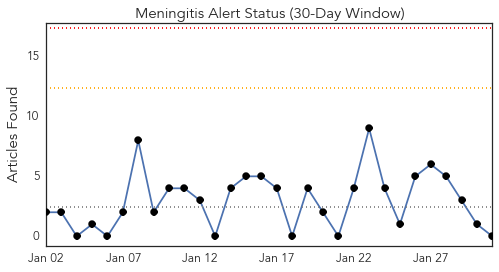 Meningitis Alert Status (30-Day Window)
Articles Found
15
10
5
0
Jan 02 Jan 07 Jan 12 Jan 17 Jan 22 Jan 27